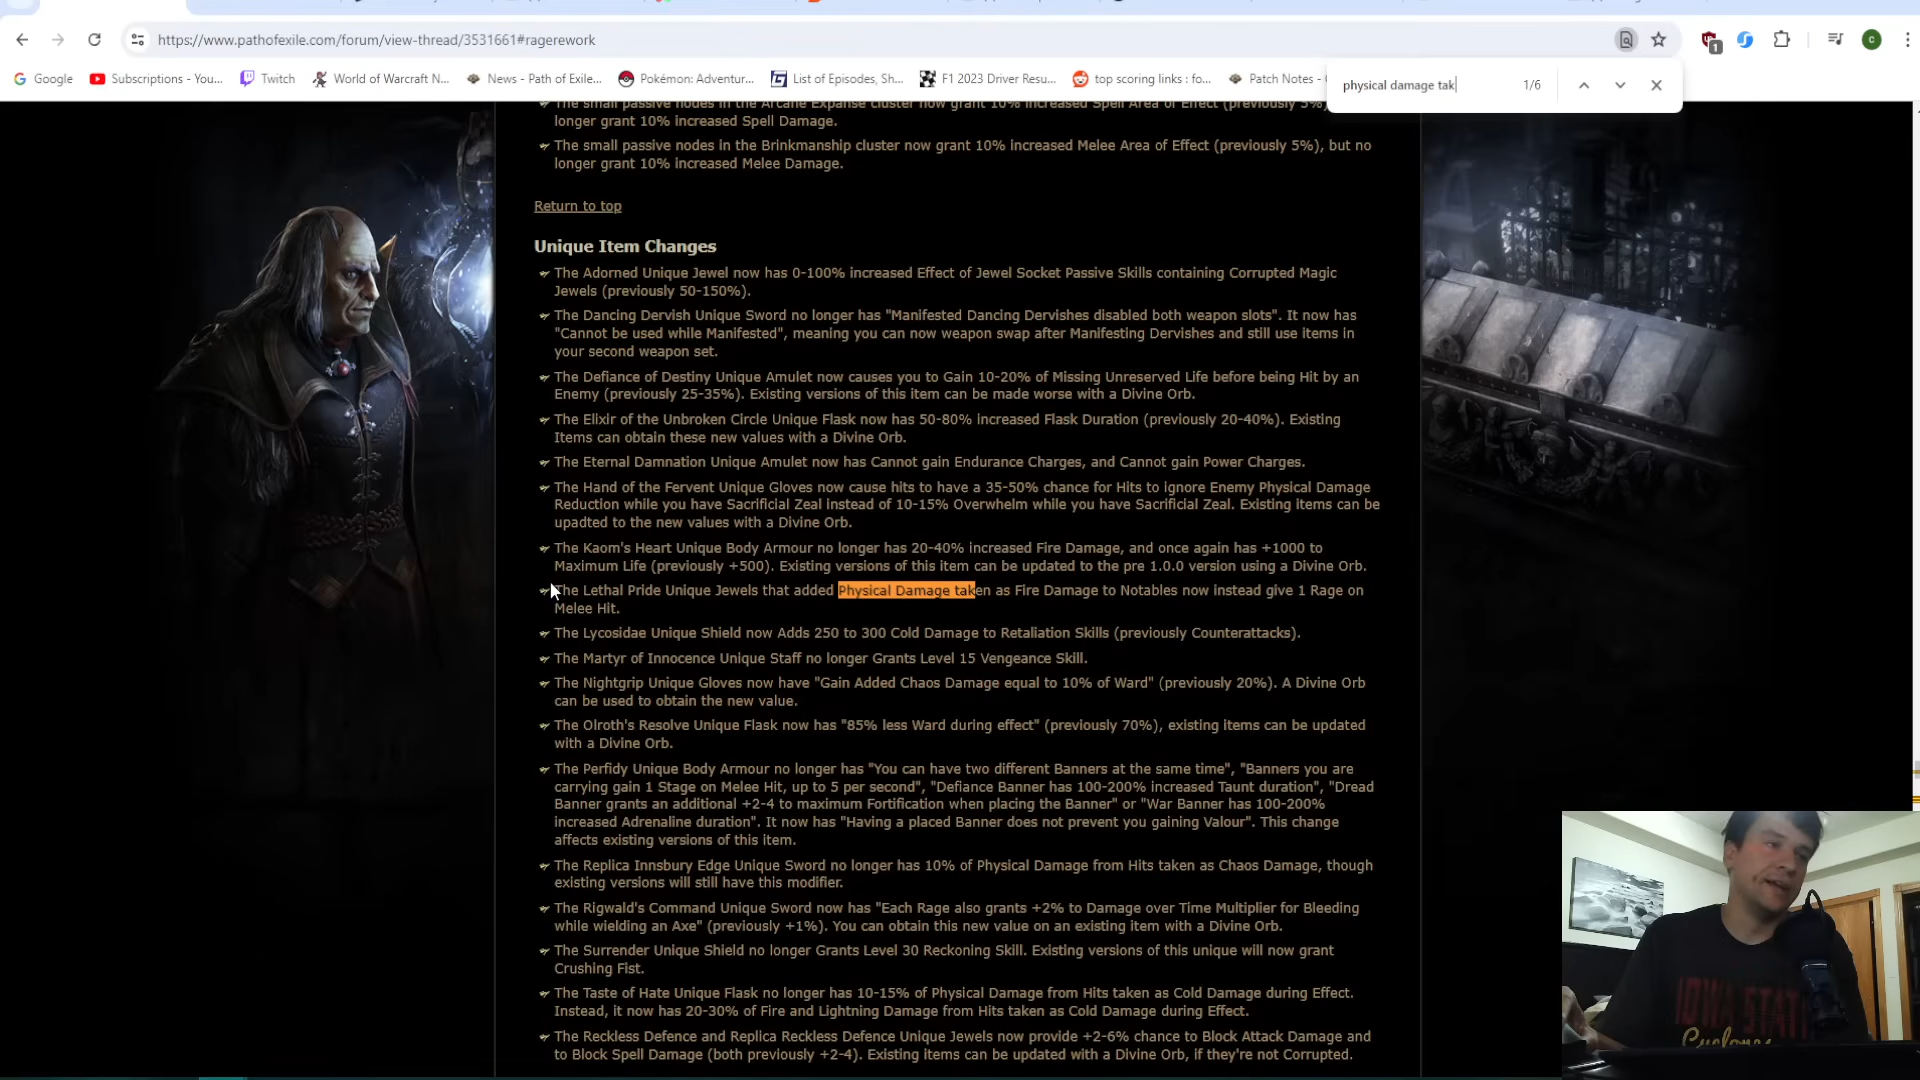 https://www.pathofexile.com/forum/view-thread/3531661#ragerework
1
c
Google
Subscriptions - You...
Twitch
World of Warcraft N...
News - Path of Exile...
Pokémon: Adventur...
List of Episodes, Sh...
F1 2023 Driver Resu...
top scoring links : fo...
Patch Notes -
physical damage tak
1/6
The small passive nodes in the Arcane Expanse cluster now grant 10% increased Spell Area of Effect (previously 5%)
longer grant 10% increased Spell Damage.
The small passive nodes in the Brinkmanship cluster now grant 10% increased Melee Area of Effect (previously 5%), but no
longer grant 10% increased Melee Damage.
Return to top
Unique Item Changes
The Adorned Unique Jewel now has 0-100% increased Effect of Jewel Socket Passive Skills containing Corrupted Magic
Jewels (previously 50-150%).
The Dancing Dervish Unique Sword no longer has "Manifested Dancing Dervishes disabled both weapon slots". It now has
"Cannot be used while Manifested", meaning you can now weapon swap after Manifesting Dervishes and still use items in
your second weapon set.
The Defiance of Destiny Unique Amulet now causes you to Gain 10-20% of Missing Unreserved Life before being Hit by an
Enemy (previously 25-35%). Existing versions of this item can be made worse with a Divine Orb.
The Elixir of the Unbroken Circle Unique Flask now has 50-80% increased Flask Duration (previously 20-40%). Existing
Items can obtain these new values with a Divine Orb.
The Eternal Damnation Unique Amulet now has Cannot gain Endurance Charges, and Cannot gain Power Charges.
The Hand of the Fervent Unique Gloves now cause hits to have a 35-50% chance for Hits to ignore Enemy Physical Damage
Reduction while you have Sacrificial Zeal instead of 10-15% Overwhelm while you have Sacrificial Zeal. Existing items can be
upadted to the new values with a Divine Orb.
The Kaom's Heart Unique Body Armour no longer has 20-40% increased Fire Damage, and once again has +1000 to
Maximum Life (previously +500). Existing versions of this item can be updated to the pre 1.0.0 version using a Divine Orb.
The Lethal Pride Unique Jewels that added Physical Damage taken as Fire Damage to Notables now instead give 1 Rage on
Melee Hit.
The Lycosidae Unique Shield now Adds 250 to 300 Cold Damage to Retaliation Skills (previously Counterattacks).
The Martyr of Innocence Unique Staff no longer Grants Level 15 Vengeance Skill.
The Nightgrip Unique Gloves now have "Gain Added Chaos Damage equal to 10% of Ward" (previously 20%). A Divine Orb
can be used to obtain the new value.
The Olroth's Resolve Unique Flask now has "85% less Ward during effect" (previously 70%), existing items can be updated
with a Divine Orb.
The Perfidy Unique Body Armour no longer has "You can have two different Banners at the same time", "Banners you are
carrying gain 1 Stage on Melee Hit, up to 5 per second", "Defiance Banner has 100-200% increased Taunt duration", "Dread
Banner grants an additional +2-4 to maximum Fortification when placing the Banner" or "War Banner has 100-200%
increased Adrenaline duration". It now has "Having a placed Banner does not prevent you gaining Valour". This change
affects existing versions of this item.
The Replica Innsbury Edge Unique Sword no longer has 10% of Physical Damage from Hits taken as Chaos Damage, though
existing versions will still have this modifier.
The Rigwald's Command Unique Sword now has "Each Rage also grants +2% to Damage over Time Multiplier for Bleeding
while wielding an Axe" (previously +1%). You can obtain this new value on an existing item with a Divine Orb.
The Surrender Unique Shield no longer Grants Level 30 Reckoning Skill. Existing versions of this unique will now grant
Crushing Fist.
The Taste of Hate Unique Flask no longer has 10-15% of Physical Damage from Hits taken as Cold Damage during Effect.
Instead, it now has 20-30% of Fire and Lightning Damage from Hits taken as Cold Damage during Effect.
The Reckless Defence and Replica Reckless Defence Unique Jewels now provide +2-6% chance to Block Attack Damage and
to Block Spell Damage (both previously +2-4). Existing items can be updated with a Divine Orb, if they're not Corrupted.
IOWA STAT
Cyclones